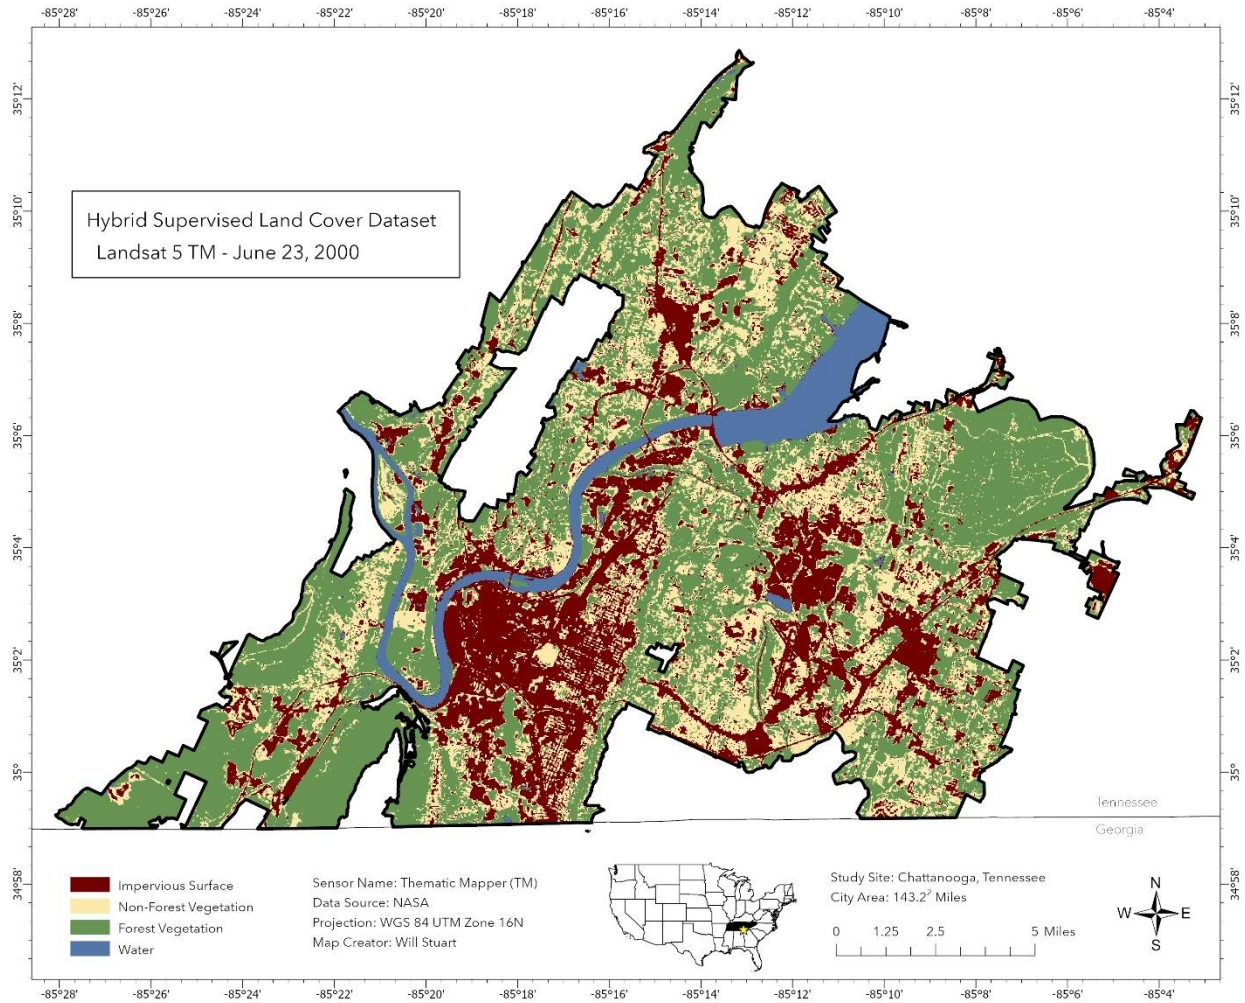 -85°28' -85°26' -85°24' -85°22' -85°20' -85°18' -85°16' -85°14' -85°12' -85°10' -85°8' -85°6' -85°4'
35°12' 35°12'
35°10' 35°10'
Hybrid Supervised Land Cover Dataset
Landsat 5 TM - June 23, 2000
35°8' 35°8'
35°6' 35°6'
35°4' 35°4'
35°2' 35°2'
35° 35°
Tennessee
Georgia
34°58' 34°58'
Impervious Surface
Non-Forest Vegetation
Forest Vegetation
Water
Sensor Name: Thematic Mapper (TM)
Data Source: NASA
Projection: WGS 84 UTM Zone 16N
Map Creator: Will Stuart
Study Site: Chattanooga, Tennessee
City Area: 143.2² Miles
0 1.25 2.5 5 Miles
N
W E
S
-85°28' -85°26' -85°24' -85°22' -85°20' -85°18' -85°16' -85°14' -85°12' -85°10' -85°8' -85°6' -85°4'